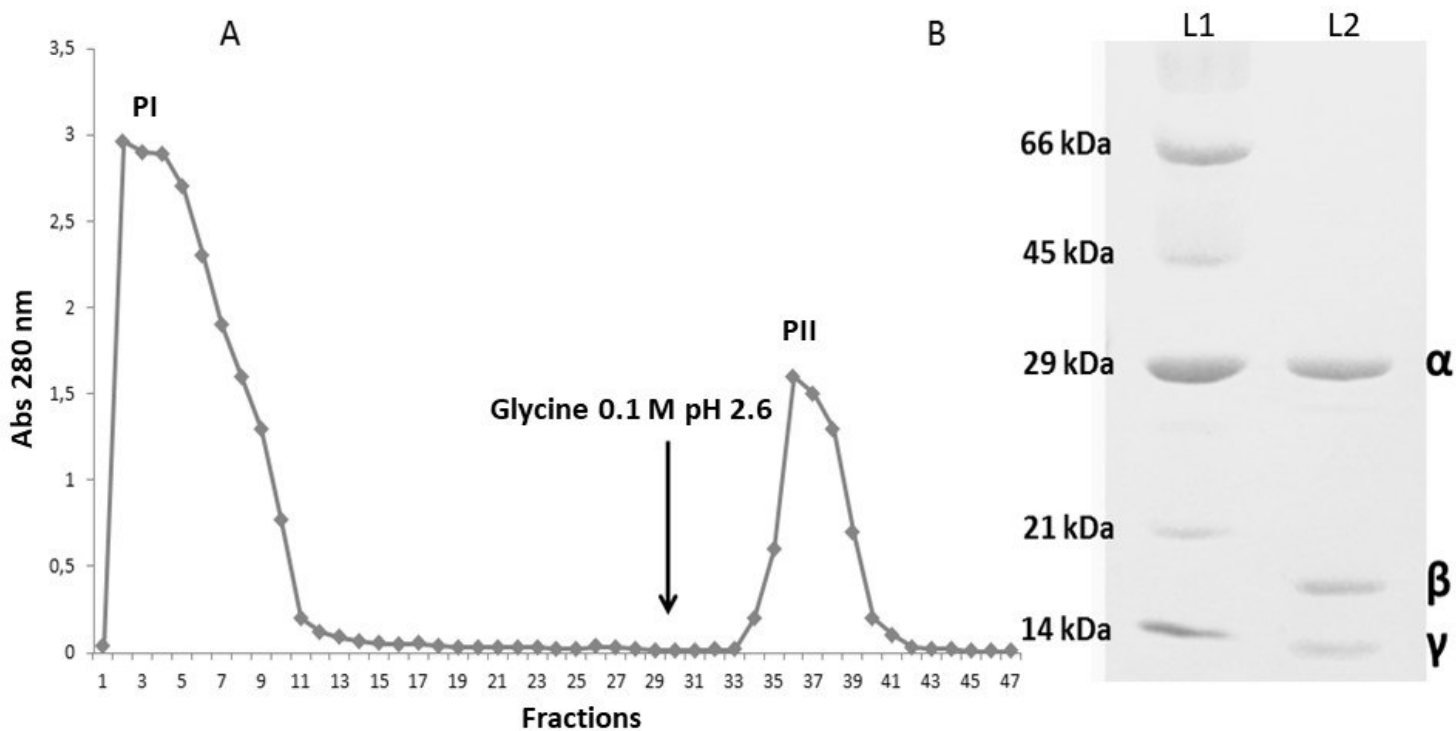 A
B
L1
L2
3,5
3
2,5
2
1,5
1
0,5
0
Abs 280 nm
PI
PII
Glycine 0.1 M pH 2.6
1 3 5 7 9 11 13 15 17 19 21 23 25 27 29 31 33 35 37 39 41 43 45 47
Fractions
66 kDa
45 kDa
29 kDa
21 kDa
14 kDa
α
β
γ